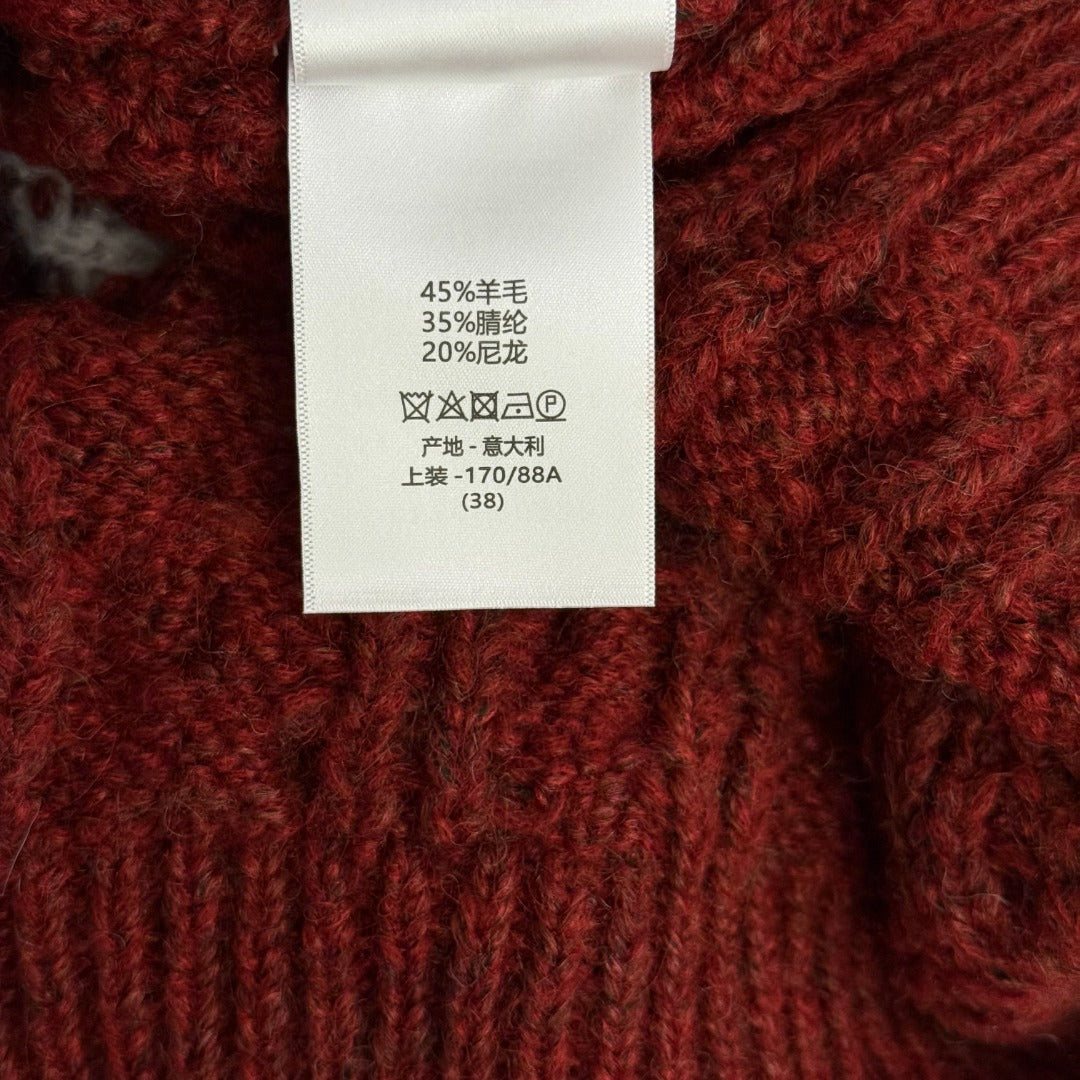 45%羊毛
35%腈纶
20%尼龙
P
产地 - 意大利
上装 -170/88A
(38)